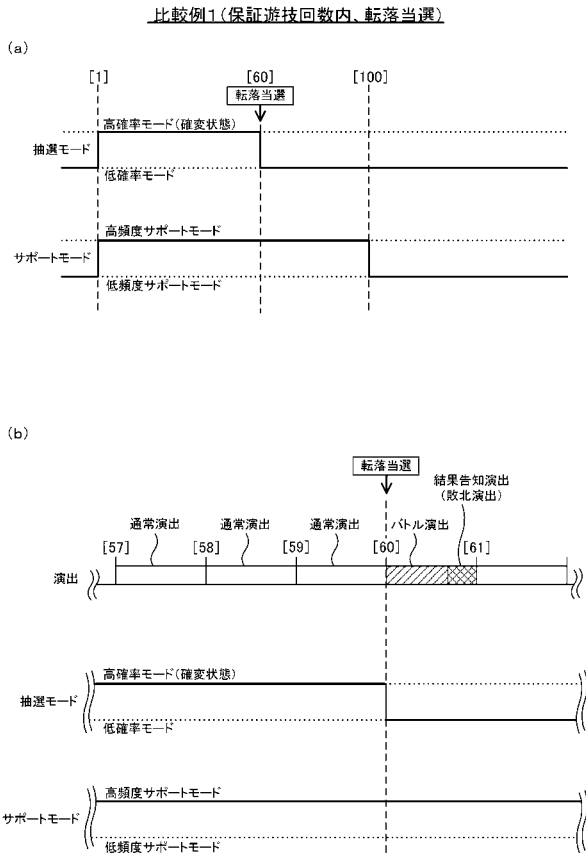 比較例1(保証遊技回数内、転落当選)
(a)
[1] [60] [100]
転落当選
高確率モード(確変状態)
抽選モード
低確率モード
高頻度サポートモード
サポートモード
低頻度サポートモード
(b)
転落当選
結果告知演出
(敗北演出)
通常演出 通常演出 通常演出 バトル演出
[57] [58] [59] [60] [61]
演出
高確率モード(確変状態)
抽選モード
低確率モード
高頻度サポートモード
サポートモード
低頻度サポートモード